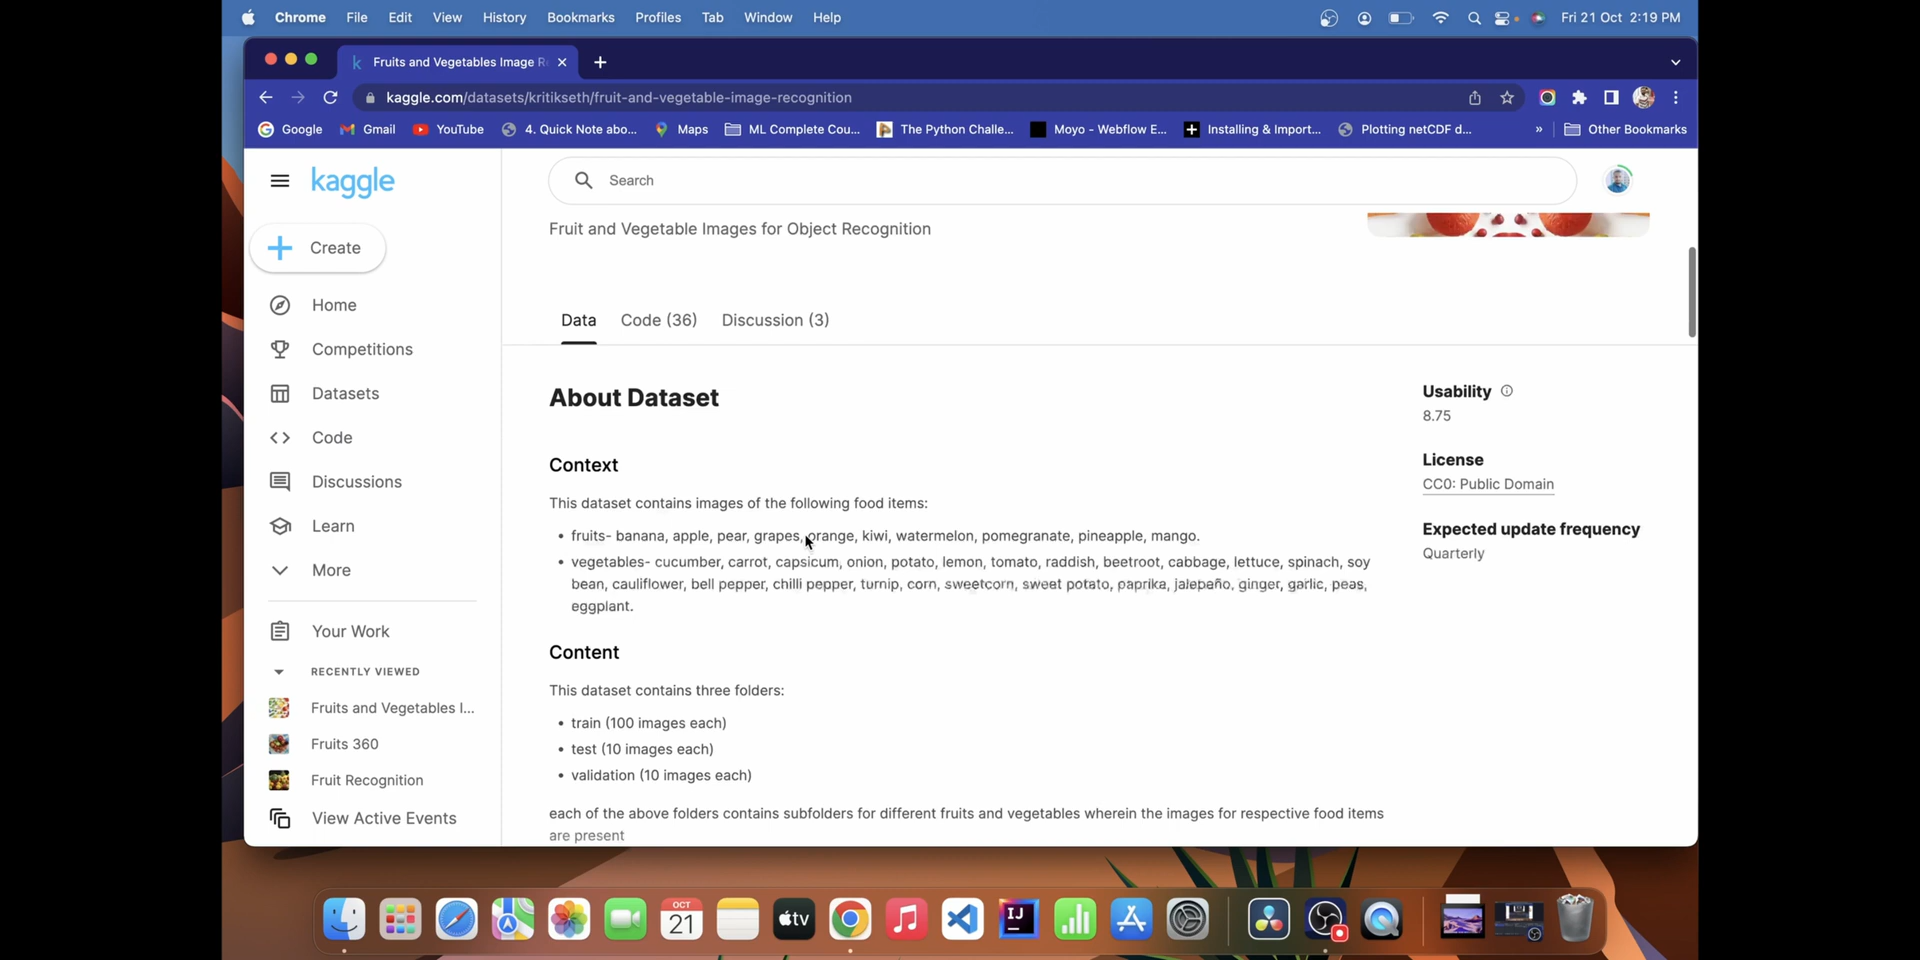 Chrome File Edit View History Bookmarks Profiles Tab Window Help Fri 21 Oct 2:19 PM
Fruits and Vegetables Image R
kaggle.com/datasets/kritikseth/fruit-and-vegetable-image-recognition
Google Gmail YouTube 4. Quick Note abo... Maps ML Complete Cou... The Python Challe... Moyo - Webflow E... Installing & Import... Plotting netCDF d... » Other Bookmarks
kaggle
Search
Create
Home
Competitions
Datasets
Code
Discussions
Learn
More
Your Work
RECENTLY VIEWED
Fruits and Vegetables I...
Fruits 360
Fruit Recognition
View Active Events
Fruit and Vegetable Images for Object Recognition
Data Code (36) Discussion (3)
About Dataset
Context
This dataset contains images of the following food items:
• fruits- banana, apple, pear, grapes, orange, kiwi, watermelon, pomegranate, pineapple, mango.
• vegetables- cucumber, carrot, capsicum, onion, potato, lemon, tomato, raddish, beetroot, cabbage, lettuce, spinach, soy
bean, cauliflower, bell pepper, chilli pepper, turnip, corn, sweetcorn, sweet potato, paprika, jalepeño, ginger, garlic, peas,
eggplant.
Content
This dataset contains three folders:
• train (100 images each)
• test (10 images each)
• validation (10 images each)
each of the above folders contains subfolders for different fruits and vegetables wherein the images for respective food items
are present
Usability
8.75
License
CC0: Public Domain
Expected update frequency
Quarterly
OCT
21
tv
IJ